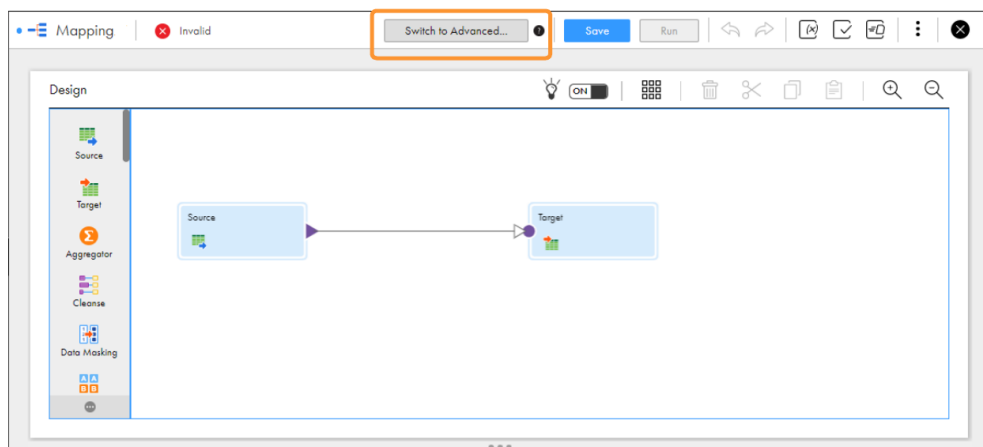 Mapping
Invalid
Switch to Advanced...
Save
Run
Design
ON
Source
Target
Aggregator
Cleanse
Data Masking
Source
Target